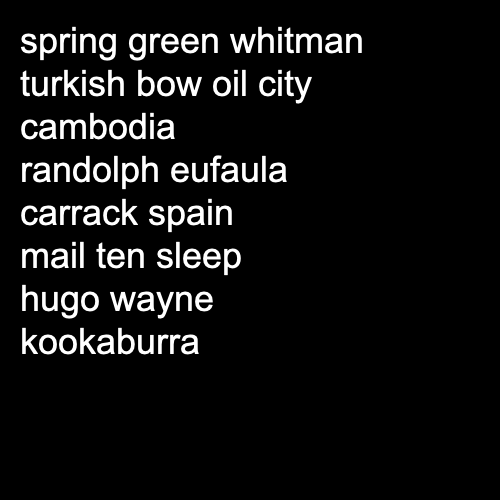 spring green whitman
turkish bow oil city
cambodia
randolph eufaula
carrack spain
mail ten sleep
hugo wayne
kookaburra